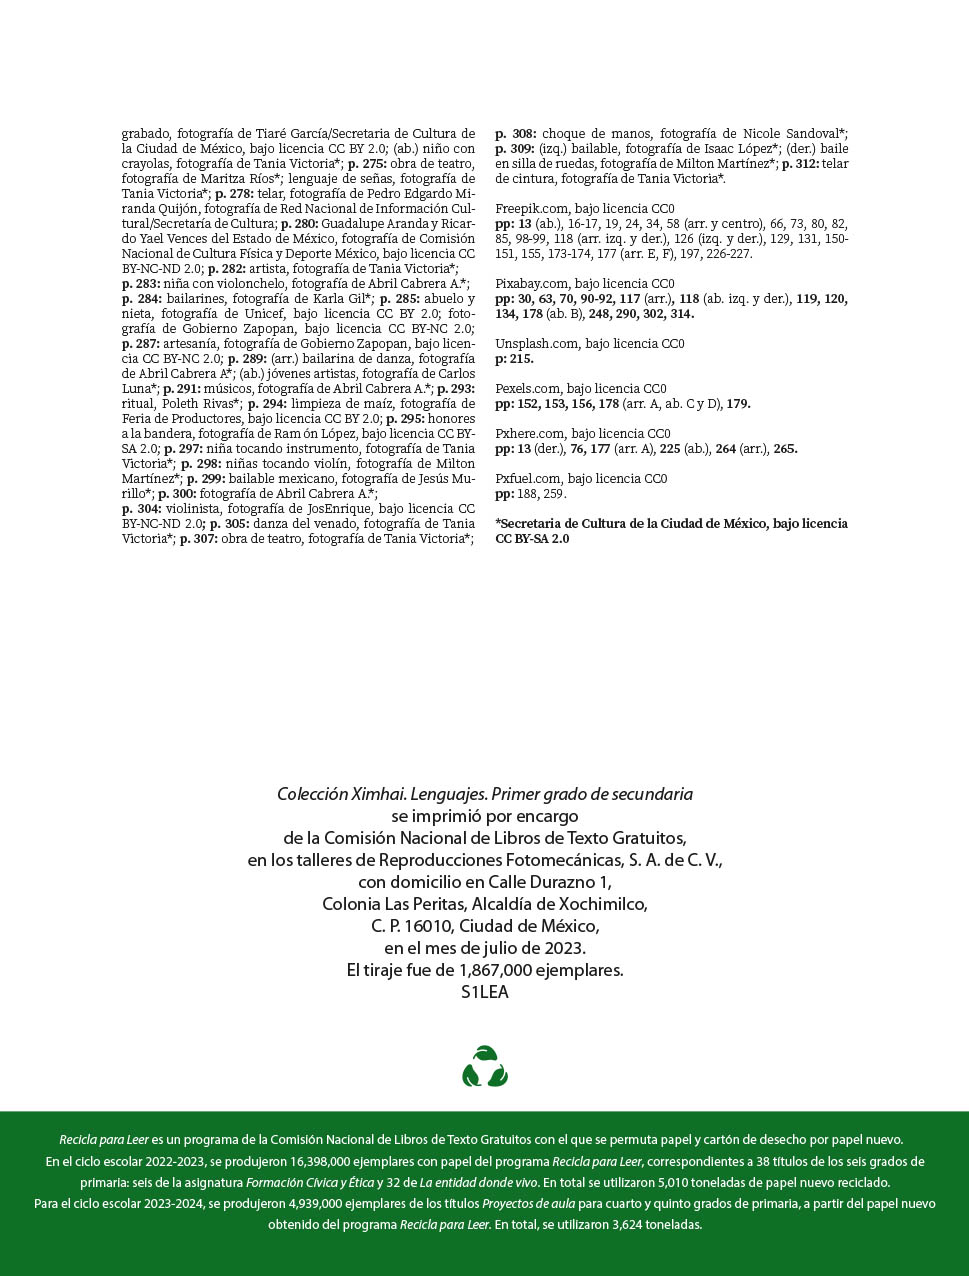 grabado, fotografía de Tiaré García/Secretaria de Cultura de
la Ciudad de México, bajo licencia CC BY 2.0; (ab.) niño con
crayolas, fotografía de Tania Victoria*; p. 275: obra de teatro,
fotografía de Maritza Ríos*; lenguaje de señas, fotografía de
Tania Victoria*; p. 278: telar, fotografía de Pedro Edgardo Mi-
randa Quijón, fotografía de Red Nacional de Información Cul-
tural/Secretaría de Cultura; p. 280: Guadalupe Aranda y Ricar-
do Yael Vences del Estado de México, fotografía de Comisión
Nacional de Cultura Física y Deporte México, bajo licencia CC
BY-NC-ND 2.0; p. 282: artista, fotografía de Tania Victoria*;
p. 283: niña con violonchelo, fotografía de Abril Cabrera A.*;
p. 284: bailarines, fotografía de Karla Gil*; p. 285: abuelo y
nieta, fotografía de Unicef, bajo licencia CC BY 2.0; foto-
grafía de Gobierno Zapopan, bajo licencia CC BY-NC 2.0;
p. 287: artesanía, fotografía de Gobierno Zapopan, bajo licen-
cia CC BY-NC 2.0; p. 289: (arr.) bailarina de danza, fotografía
de Abril Cabrera A*; (ab.) jóvenes artistas, fotografía de Carlos
Luna*; p. 291: músicos, fotografía de Abril Cabrera A.*; p. 293:
ritual, Poleth Rivas*; p. 294: limpieza de maíz, fotografía de
Feria de Productores, bajo licencia CC BY 2.0; p. 295: honores
a la bandera, fotografía de Ram ón López, bajo licencia CC BY-
SA 2.0; p. 297: niña tocando instrumento, fotografía de Tania
Victoria*; p. 298: niñas tocando violín, fotografía de Milton
Martínez*; p. 299: bailable mexicano, fotografía de Jesús Mu-
rillo*; p. 300: fotografía de Abril Cabrera A.*;
p. 304: violinista, fotografía de JosEnrique, bajo licencia CC
BY-NC-ND 2.0; p. 305: danza del venado, fotografía de Tania
Victoria*; p. 307: obra de teatro, fotografía de Tania Victoria*;
p. 308: choque de manos, fotografía de Nicole Sandoval*;
p. 309: (izq.) bailable, fotografía de Isaac López*; (der.) baile
en silla de ruedas, fotografía de Milton Martínez*; p. 312: telar
de cintura, fotografía de Tania Victoria*.
Freepik.com, bajo licencia CC0
pp: 13 (ab.), 16-17, 19, 24, 34, 58 (arr. y centro), 66, 73, 80, 82,
85, 98-99, 118 (arr. izq. y der.), 126 (izq. y der.), 129, 131, 150-
151, 155, 173-174, 177 (arr. E, F), 197, 226-227.
Pixabay.com, bajo licencia CC0
pp: 30, 63, 70, 90-92, 117 (arr.), 118 (ab. izq. y der.), 119, 120,
134, 178 (ab. B), 248, 290, 302, 314.
Unsplash.com, bajo licencia CC0
p: 215.
Pexels.com, bajo licencia CC0
pp: 152, 153, 156, 178 (arr. A, ab. C y D), 179.
Pxhere.com, bajo licencia CC0
pp: 13 (der.), 76, 177 (arr. A), 225 (ab.), 264 (arr.), 265.
Pxfuel.com, bajo licencia CC0
pp: 188, 259.
*Secretaria de Cultura de la Ciudad de México, bajo licencia
CC BY-SA 2.0
Colección Ximhai. Lenguajes. Primer grado de secundaria
se imprimió por encargo
de la Comisión Nacional de Libros de Texto Gratuitos,
en los talleres de Reproducciones Fotomecánicas, S. A. de C. V.,
con domicilio en Calle Durazno 1,
Colonia Las Peritas, Alcaldía de Xochimilco,
C. P. 16010, Ciudad de México,
en el mes de julio de 2023.
El tiraje fue de 1,867,000 ejemplares.
S1LEA
Recicla para Leer es un programa de la Comisión Nacional de Libros de Texto Gratuitos con el que se permuta papel y cartón de desecho por papel nuevo.
En el ciclo escolar 2022-2023, se produjeron 16,398,000 ejemplares con papel del programa Recicla para Leer, correspondientes a 38 títulos de los seis grados de
primaria: seis de la asignatura Formación Cívica y Ética y 32 de La entidad donde vivo. En total se utilizaron 5,010 toneladas de papel nuevo reciclado.
Para el ciclo escolar 2023-2024, se produjeron 4,939,000 ejemplares de los títulos Proyectos de aula para cuarto y quinto grados de primaria, a partir del papel nuevo
obtenido del programa Recicla para Leer. En total, se utilizaron 3,624 toneladas.